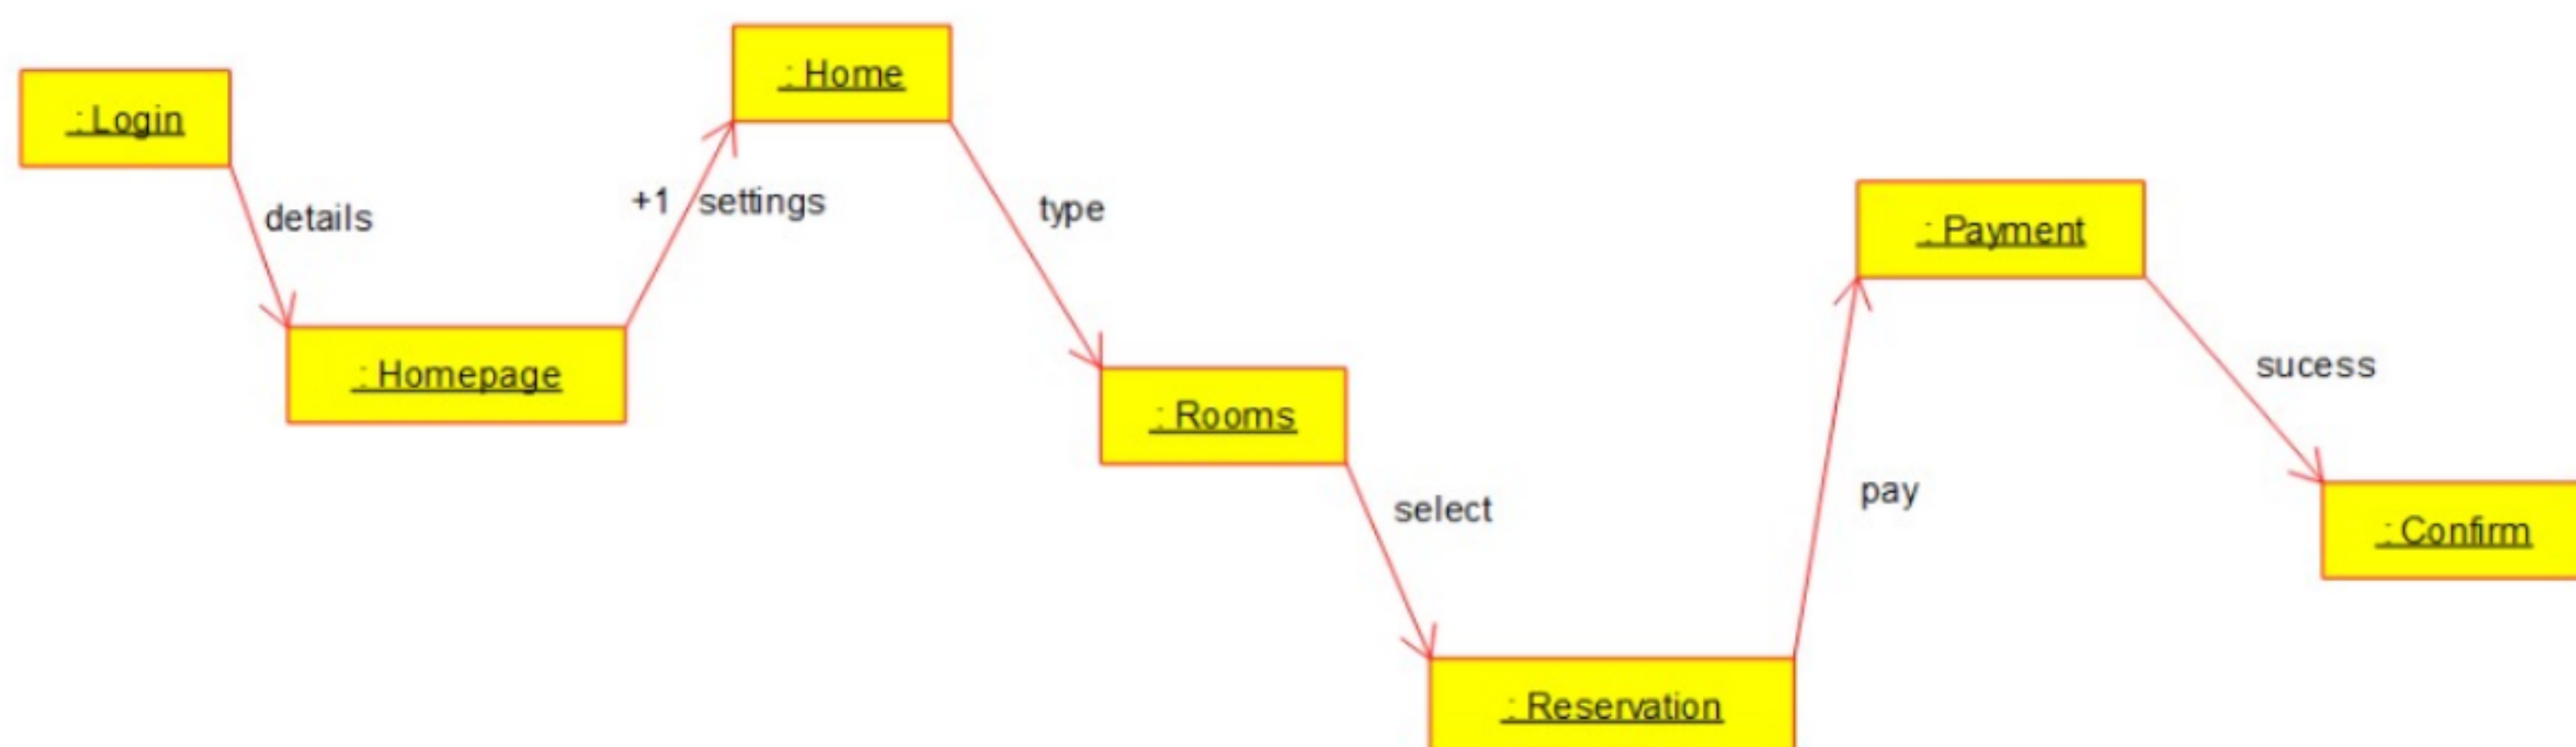 : Login
details
: Homepage
+1 settings
: Home
type
: Rooms
select
: Reservation
pay
: Payment
sucess
: Confirm